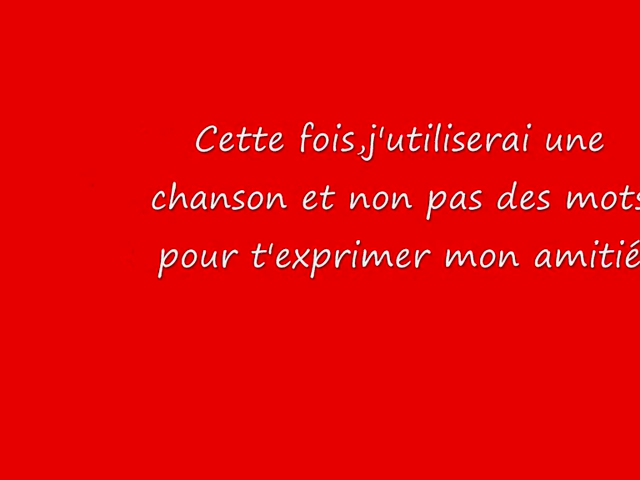 Cette fois,j'utiliserai une
chanson et non pas des mots
pour t'exprimer mon amitié